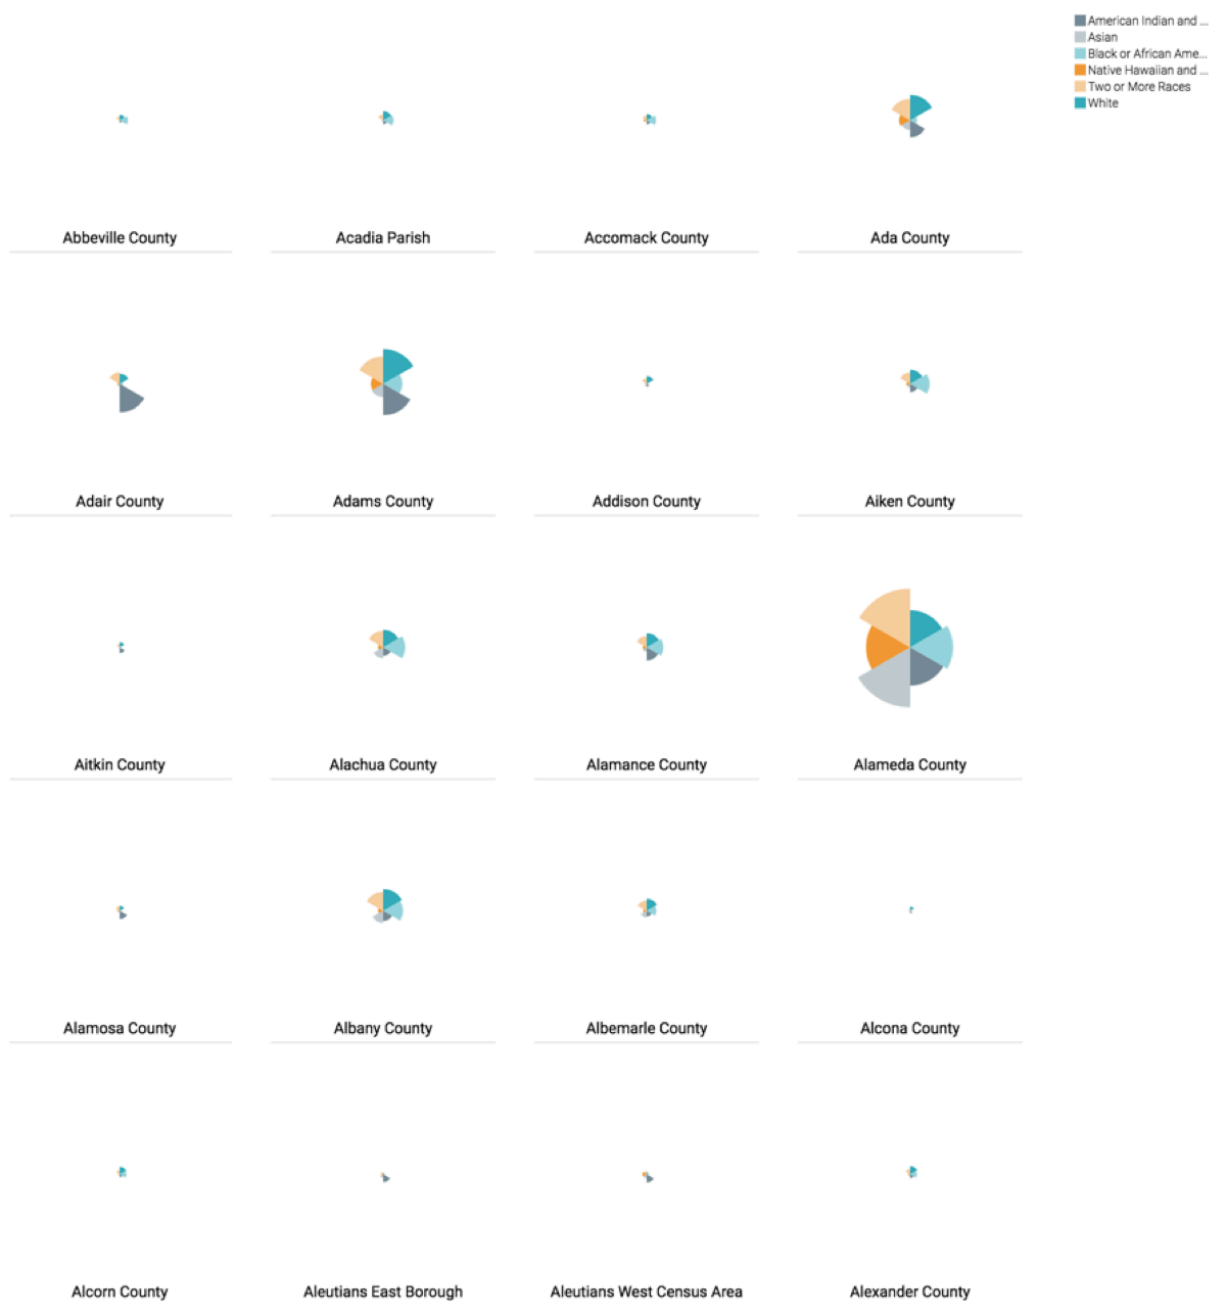 American Indian and ...
Asian
Black or African Ame...
Native Hawaiian and ...
Two or More Races
White
Abbeville County
Acadia Parish
Accomack County
Ada County
Adair County
Adams County
Addison County
Aiken County
Aitkin County
Alachua County
Alamance County
Alameda County
Alamosa County
Albany County
Albemarle County
Alcona County
Alcorn County
Aleutians East Borough
Aleutians West Census Area
Alexander County